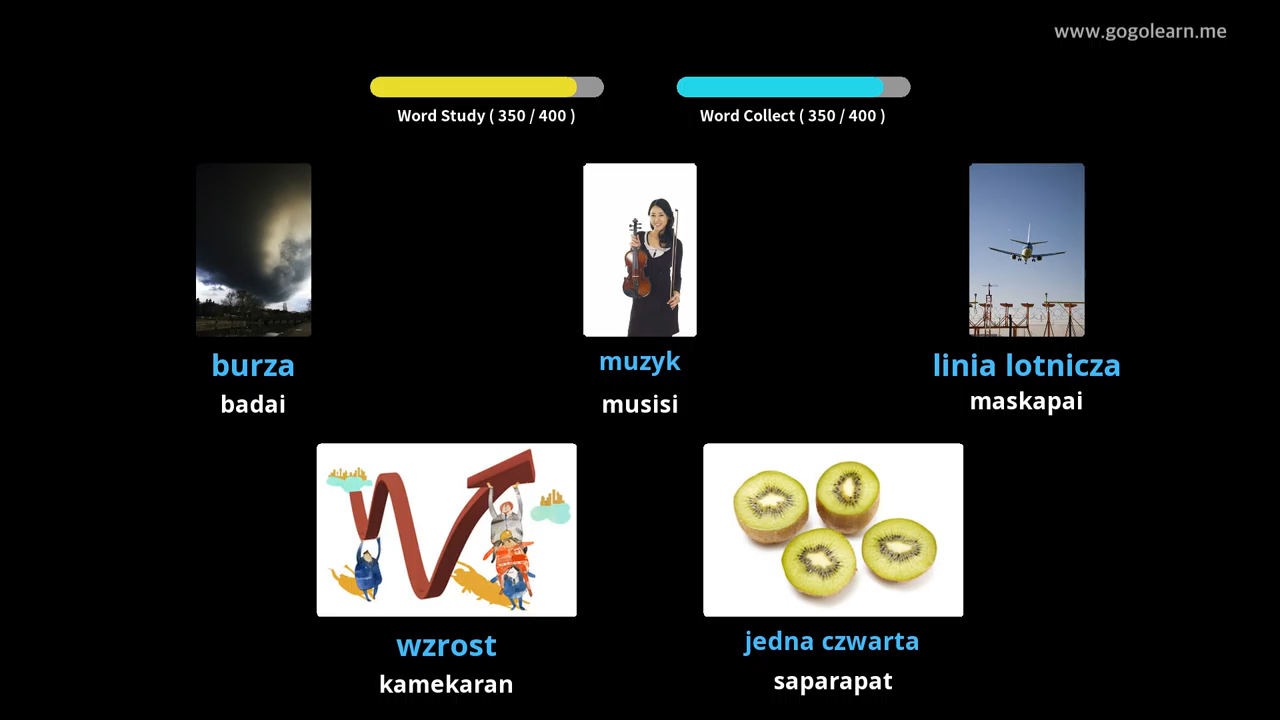 www.gogolearn.me
Word Study ( 350 / 400 )
Word Collect ( 350 / 400 )
burza
badai
muzyk
musisi
linia lotnicza
maskapai
wzrost
kamekaran
jedna czwarta
saparapat